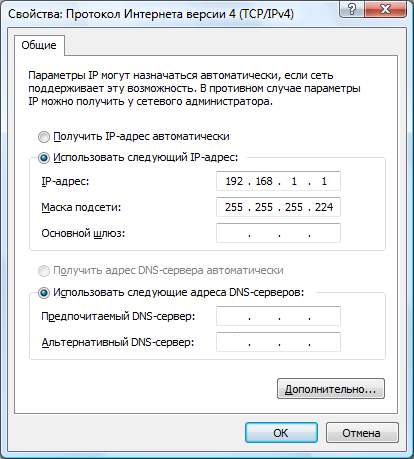 Свойства: Протокол Интернета версии 4 (TCP/IPv4)
Общие
Параметры IP могут назначаться автоматически, если сеть
поддерживает эту возможность. В противном случае параметры
IP можно получить у сетевого администратора.
Получить IP-адрес автоматически
Использовать следующий IP-адрес:
IP-адрес: 192 . 168 . 1 . 1
Маска подсети: 255 . 255 . 255 . 224
Основной шлюз: . . .
Получить адрес DNS-сервера автоматически
Использовать следующие адреса DNS-серверов:
Предпочитаемый DNS-сервер: . . .
Альтернативный DNS-сервер: . . .
Дополнительно...
ОК Отмена